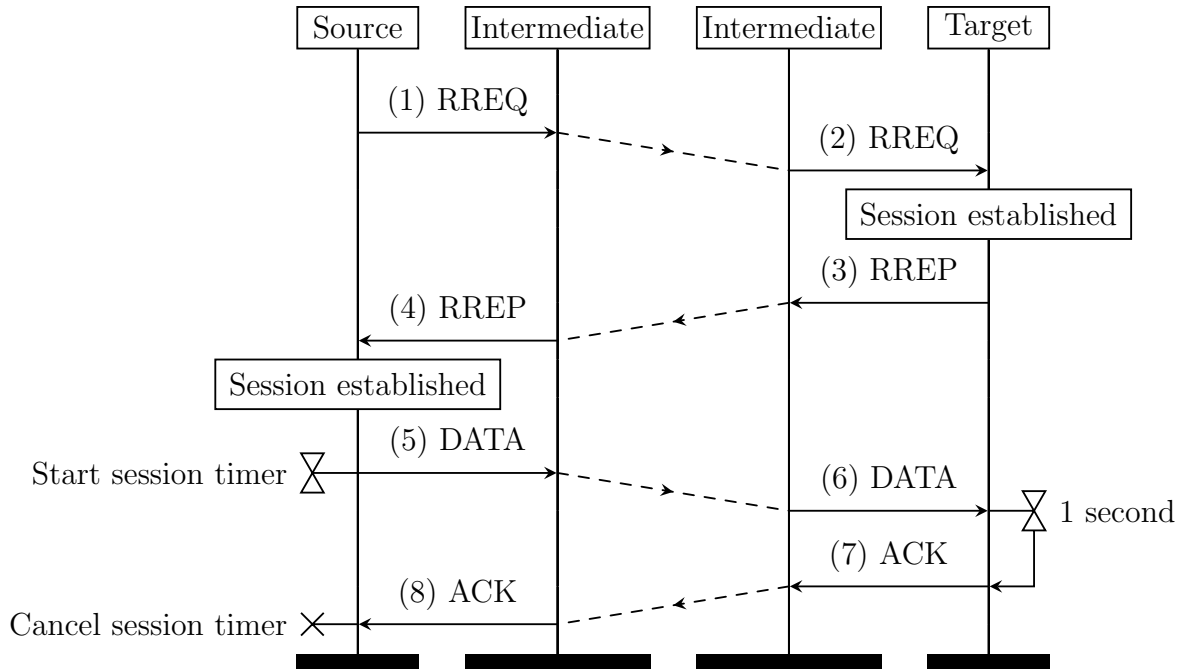 Source
Intermediate
Intermediate
Target
(1) RREQ
(2) RREQ
Session established
(3) RREP
(4) RREP
Session established
(5) DATA
Start session timer
(6) DATA
1 second
(7) ACK
(8) ACK
Cancel session timer